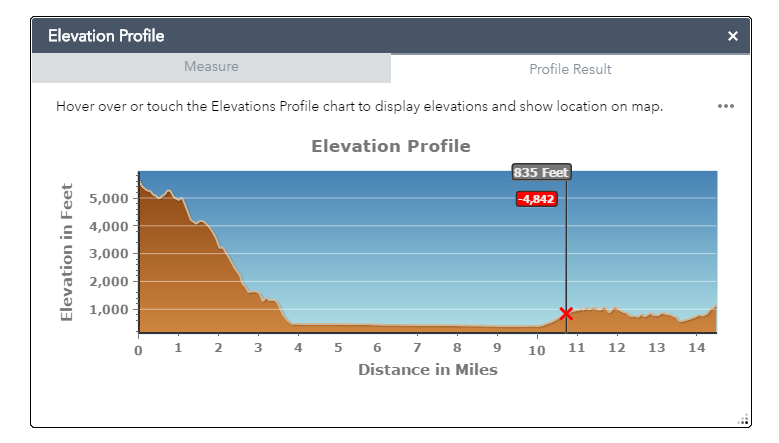 Elevation Profile ×
Measure Profile Result
Hover over or touch the Elevations Profile chart to display elevations and show location on map.
Elevation Profile
835 Feet
-4,842
Elevation in Feet
5,000
4,000
3,000
2,000
1,000
0 1 2 3 4 5 6 7 8 9 10 11 12 13 14
Distance in Miles